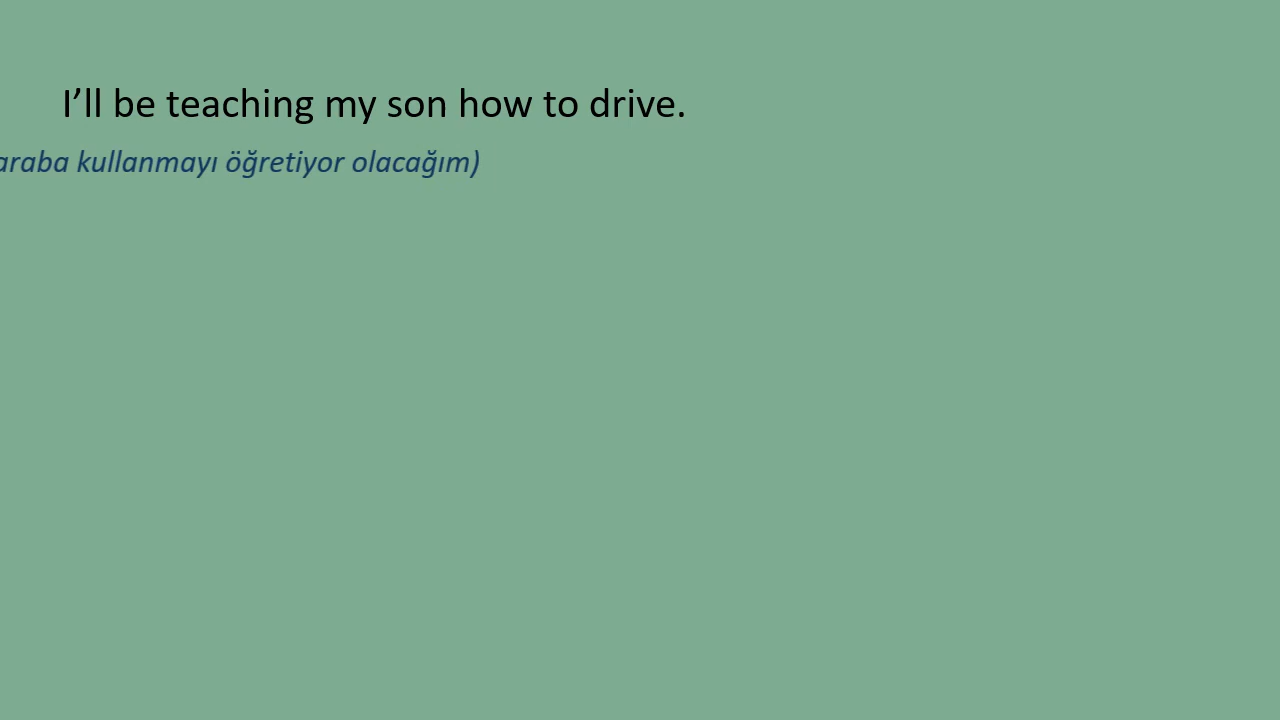 I’ll be teaching my son how to drive.
araba kullanmayı öğretiyor olacağım)